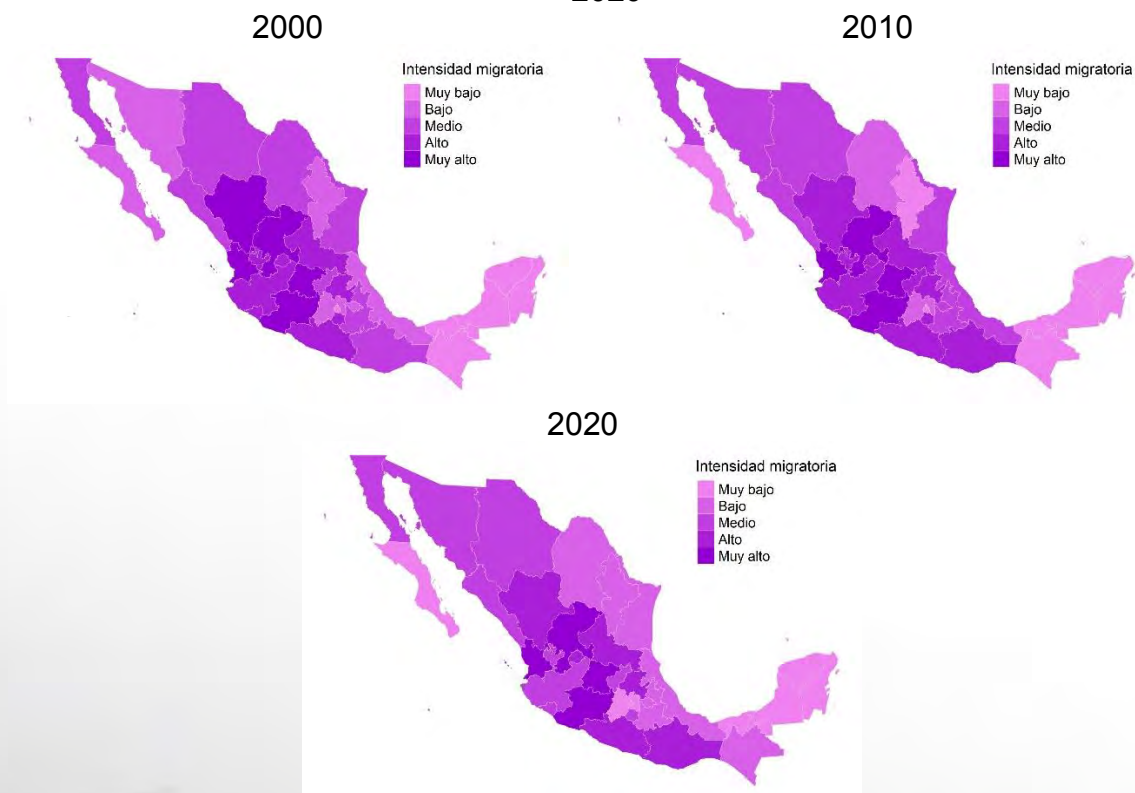 2000
Intensidad migratoria
Muy bajo
Bajo
Medio
Alto
Muy alto
2010
Intensidad migratoria
Muy bajo
Bajo
Medio
Alto
Muy alto
2020
Intensidad migratoria
Muy bajo
Bajo
Medio
Alto
Muy alto